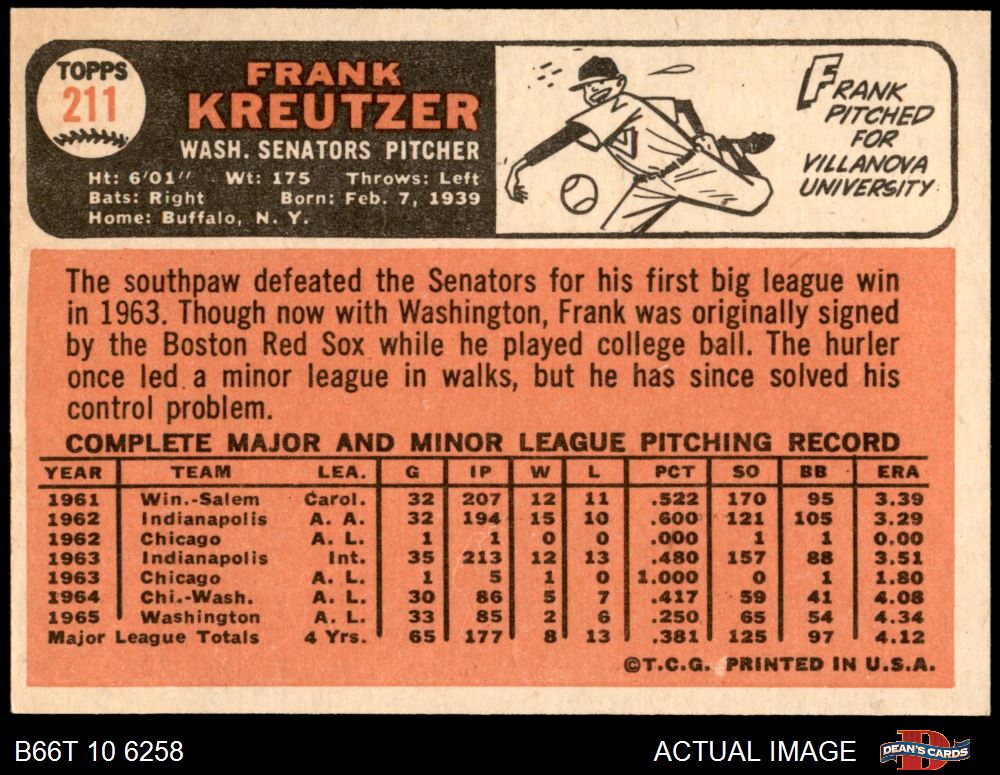 TOPPS
211
FRANK
KREUTZER
WASH. SENATORS PITCHER
Ht: 6'01" Wt: 175 Throws: Left
Bats: Right Born: Feb. 7, 1939
Home: Buffalo, N. Y.
FRANK
PITCHED
FOR
VILLANOVA
UNIVERSITY
V
The southpaw defeated the Senators for his first big league win
in 1963. Though now with Washington, Frank was originally signed
by the Boston Red Sox while he played college ball. The hurler
once led a minor league in walks, but he has since solved his
control problem.
COMPLETE MAJOR AND MINOR LEAGUE PITCHING RECORD
YEAR TEAM LEA. G IP W L PCT SO BB ERA
1961 Win.-Salem Carol. 32 207 12 11 .522 170 95 3.39
1962 Indianapolis A. A. 32 194 15 10 .600 121 105 3.29
1962 Chicago A. L. 1 1 0 0 .000 1 1 0.00
1963 Indianapolis Int. 35 213 12 13 .480 157 88 3.51
1963 Chicago A. L. 1 5 1 0 1.000 0 1 1.80
1964 Chi.-Wash. A. L. 30 86 5 7 .417 59 41 4.08
1965 Washington A. L. 33 85 2 6 .250 65 54 4.34
Major League Totals 4 Yrs. 65 177 8 13 .381 125 97 4.12
©T.C.G. PRINTED IN U.S.A.
B66T 10 6258
ACTUAL IMAGE
DEAN'S CARDS